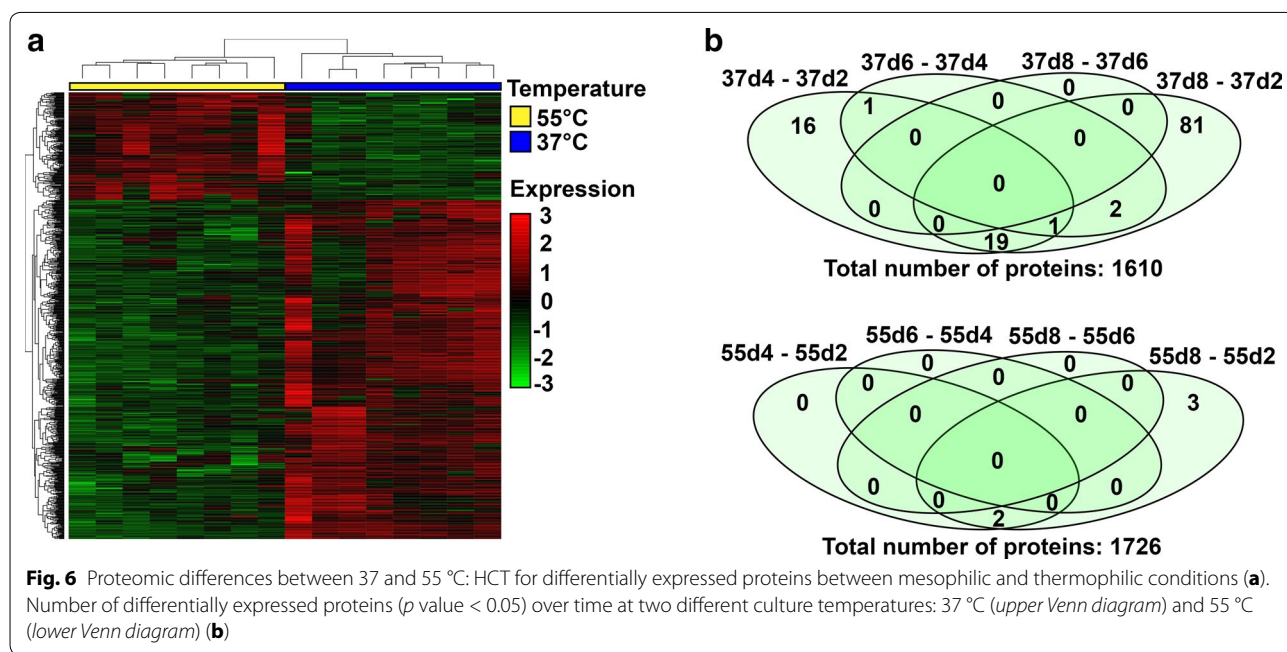 a
Temperature
55°C
37°C
Expression
3
2
1
0
-1
-2
-3
b
37d4 - 37d2
37d6 - 37d4
37d8 - 37d6
37d8 - 37d2
16
1
0
0
0
81
0
0
0
0
0
19
1
2
Total number of proteins: 1610
55d4 - 55d2
55d6 - 55d4
55d8 - 55d6
55d8 - 55d2
0
0
0
0
0
0
3
0
0
0
0
0
2
0
0
Total number of proteins: 1726
Fig. 6 Proteomic differences between 37 and 55 °C: HCT for differentially expressed proteins between mesophilic and thermophilic conditions (a).
Number of differentially expressed proteins (p value < 0.05) over time at two different culture temperatures: 37 °C (upper Venn diagram) and 55 °C
(lower Venn diagram) (b)